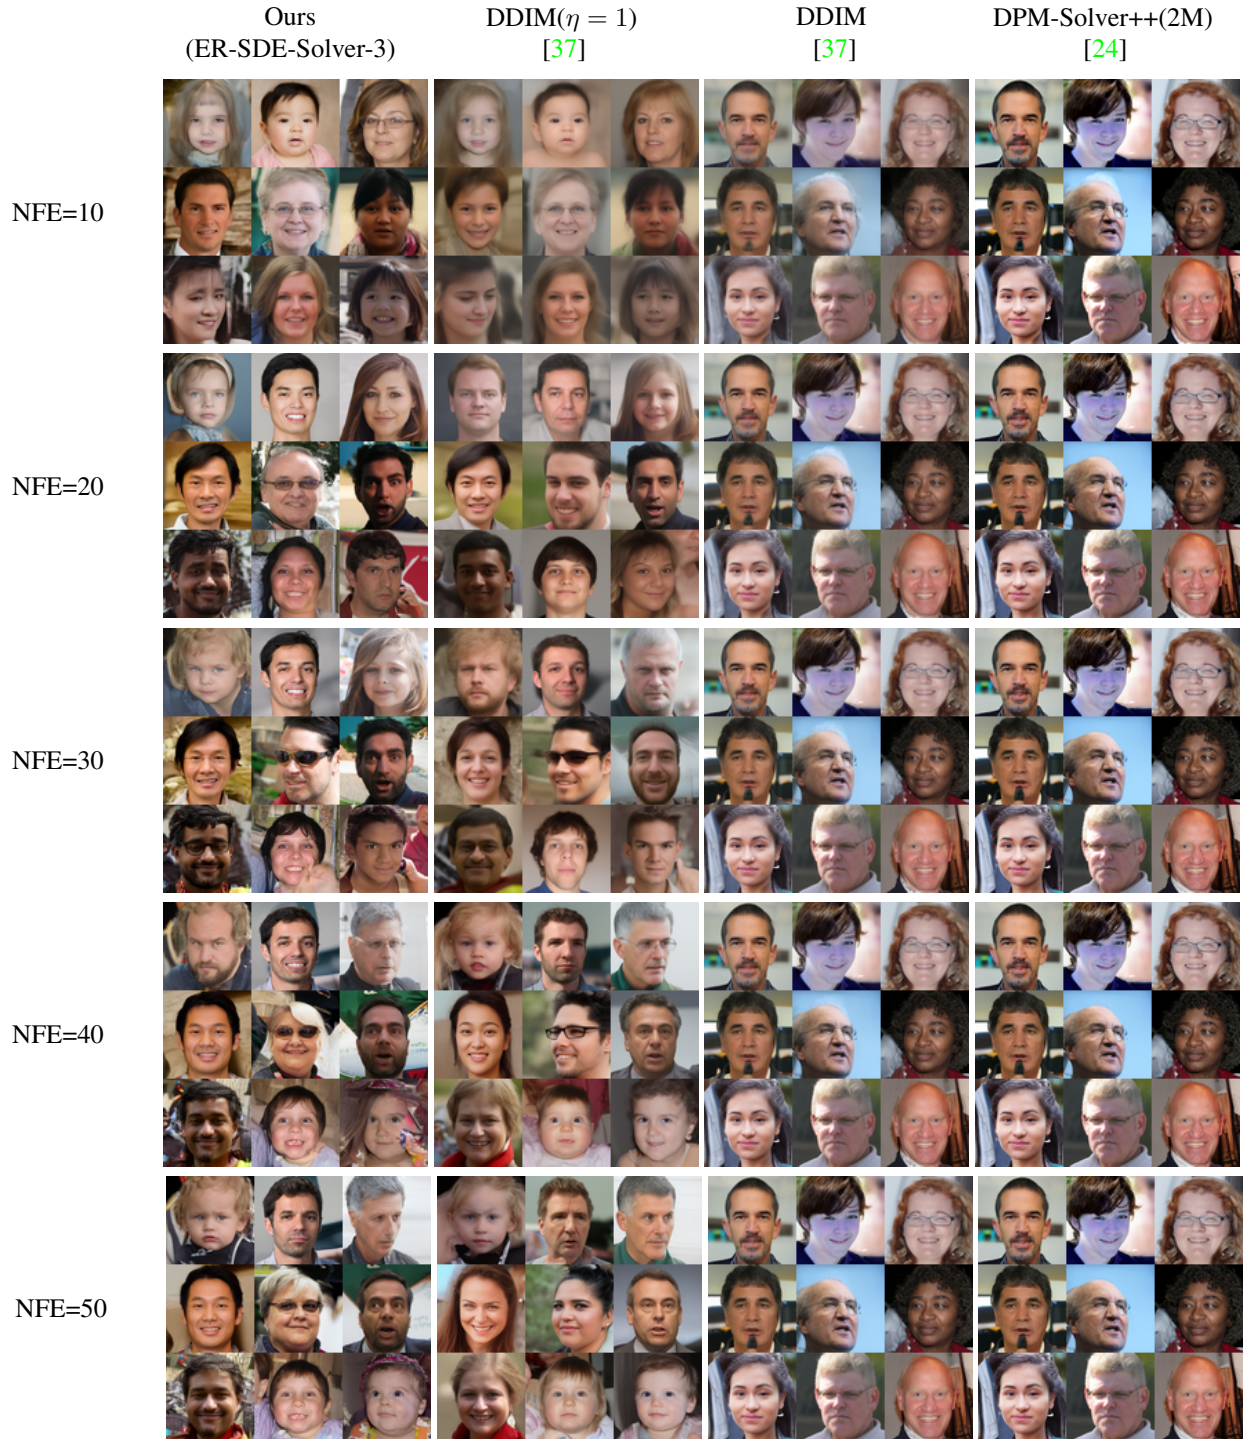 Ours
(ER-SDE-Solver-3)
DDIM(η = 1)
[37]
DDIM
[37]
DPM-Solver++(2M)
[24]
NFE=10
NFE=20
NFE=30
NFE=40
NFE=50